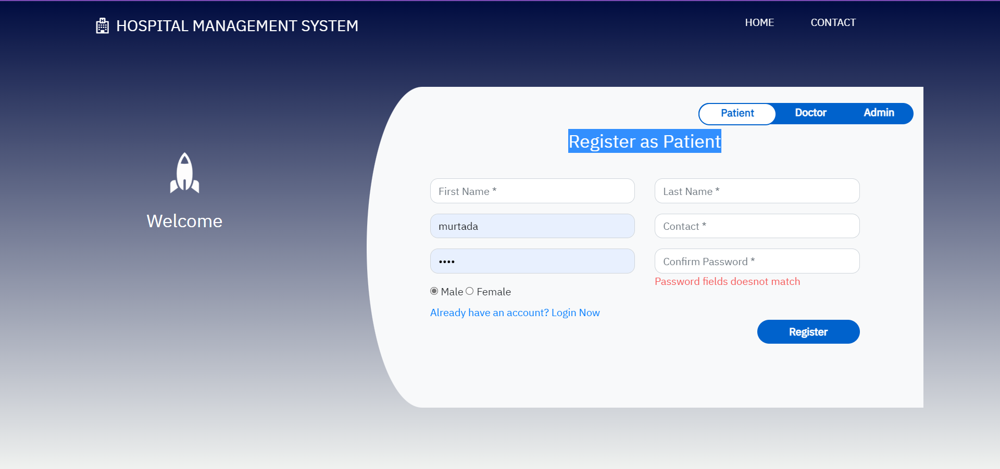 HOSPITAL MANAGEMENT SYSTEM
HOME
CONTACT
Patient
Doctor
Admin
Register as Patient
Welcome
First Name *
Last Name *
murtada
Contact *
••••
Confirm Password *
Password fields doesnot match
Male
Female
Already have an account? Login Now
Register